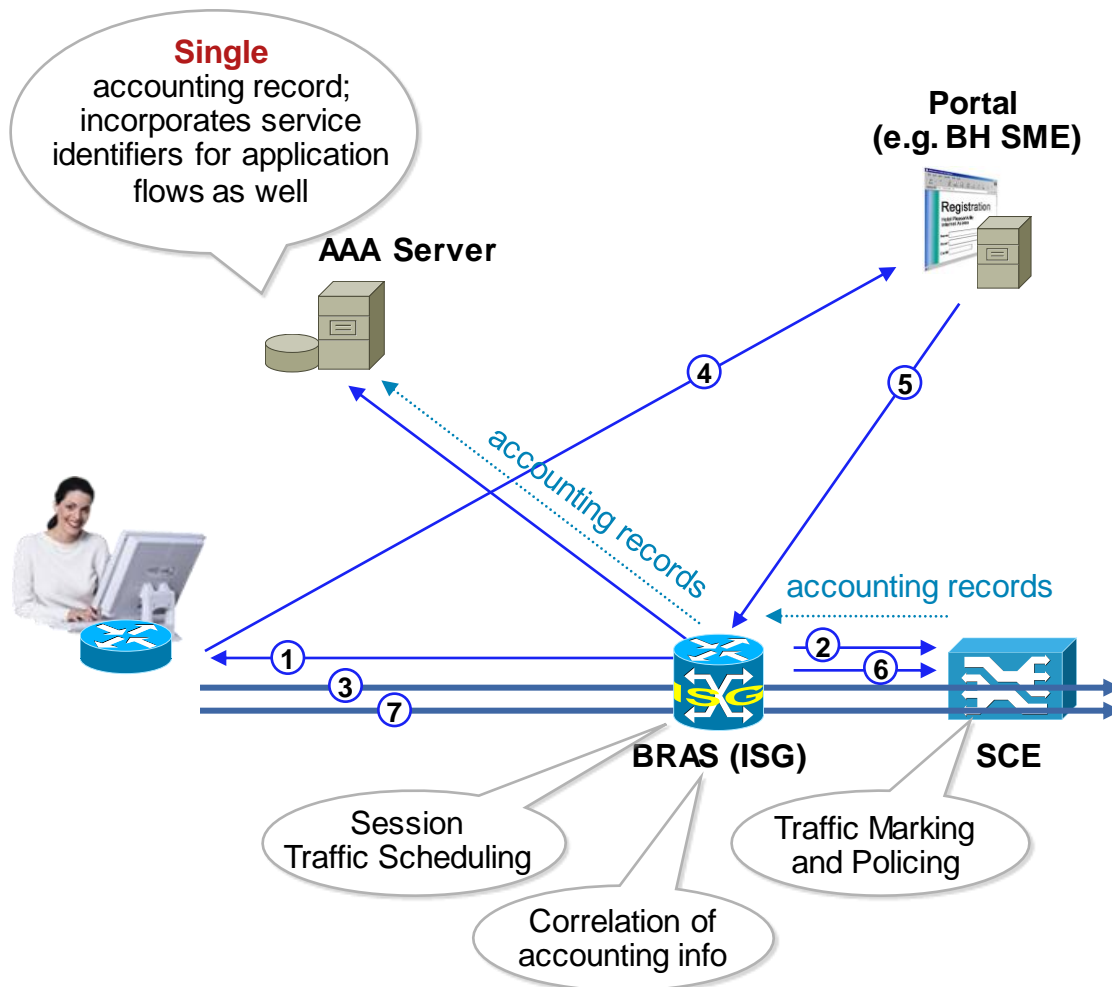 Single
accounting record;
incorporates service
identifiers for application
flows as well
Portal
(e.g. BH SME)
Registration
AAA Server
4
5
accounting records
accounting records
1
2
6
3
7
ISG
BRAS (ISG)
SCE
Session
Traffic Scheduling
Traffic Marking
and Policing
Correlation of
accounting info